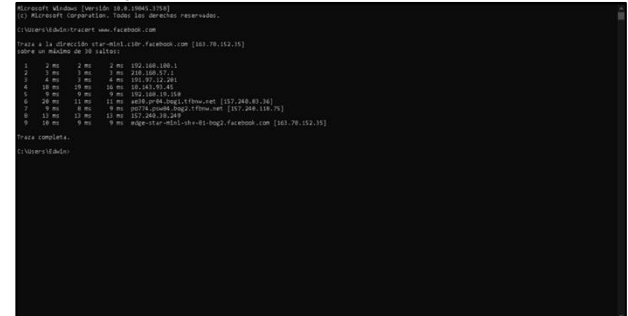 Microsoft Windows [Versión 10.0.19045.3758]
(c) Microsoft Corporation. Todos los derechos reservados.
C:\Users\Edwin>tracert www.facebook.com
Traza a la dirección star-mini.c10r.facebook.com [163.70.152.35]
sobre un máximo de 30 saltos:
1 2 ms 2 ms 2 ms 192.168.100.1
2 3 ms 3 ms 3 ms 210.168.57.1
3 4 ms 3 ms 4 ms 191.97.12.201
4 18 ms 19 ms 16 ms 10.143.93.45
5 9 ms 9 ms 9 ms 192.168.19.150
6 20 ms 11 ms 11 ms ae30.pr04.bog1.tfbnw.net [157.240.83.36]
7 9 ms 8 ms 9 ms po774.psw04.bog2.tfbnw.net [157.240.118.75]
8 13 ms 13 ms 13 ms 157.240.38.249
9 10 ms 9 ms 9 ms edge-star-mini-shv-01-bog2.facebook.com [163.70.152.35]
Traza completa.
C:\Users\Edwin>